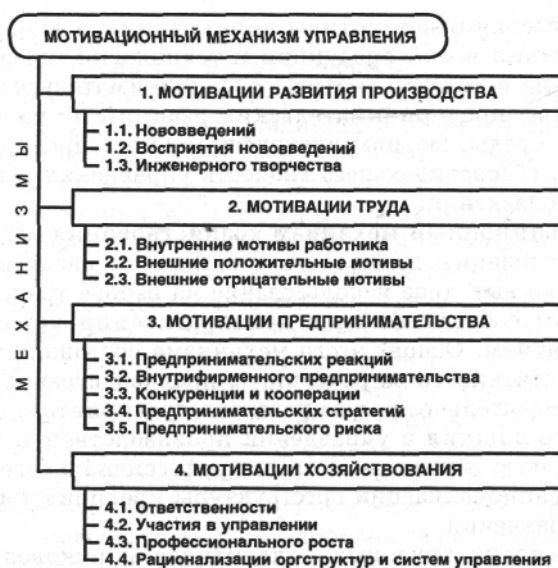 МОТИВАЦИОННЫЙ МЕХАНИЗМ УПРАВЛЕНИЯ
МЕХАНИЗМЫ
1. МОТИВАЦИИ РАЗВИТИЯ ПРОИЗВОДСТВА
1.1. Нововведений
1.2. Восприятия нововведений
1.3. Инженерного творчества
2. МОТИВАЦИИ ТРУДА
2.1. Внутренние мотивы работника
2.2. Внешние положительные мотивы
2.3. Внешние отрицательные мотивы
3. МОТИВАЦИИ ПРЕДПРИНИМАТЕЛЬСТВА
3.1. Предпринимательских реакций
3.2. Внутрифирменного предпринимательства
3.3. Конкуренции и кооперации
3.4. Предпринимательских стратегий
3.5. Предпринимательского риска
4. МОТИВАЦИИ ХОЗЯЙСТВОВАНИЯ
4.1. Ответственности
4.2. Участия в управлении
4.3. Профессионального роста
4.4. Рационализации оргструктур и систем управления